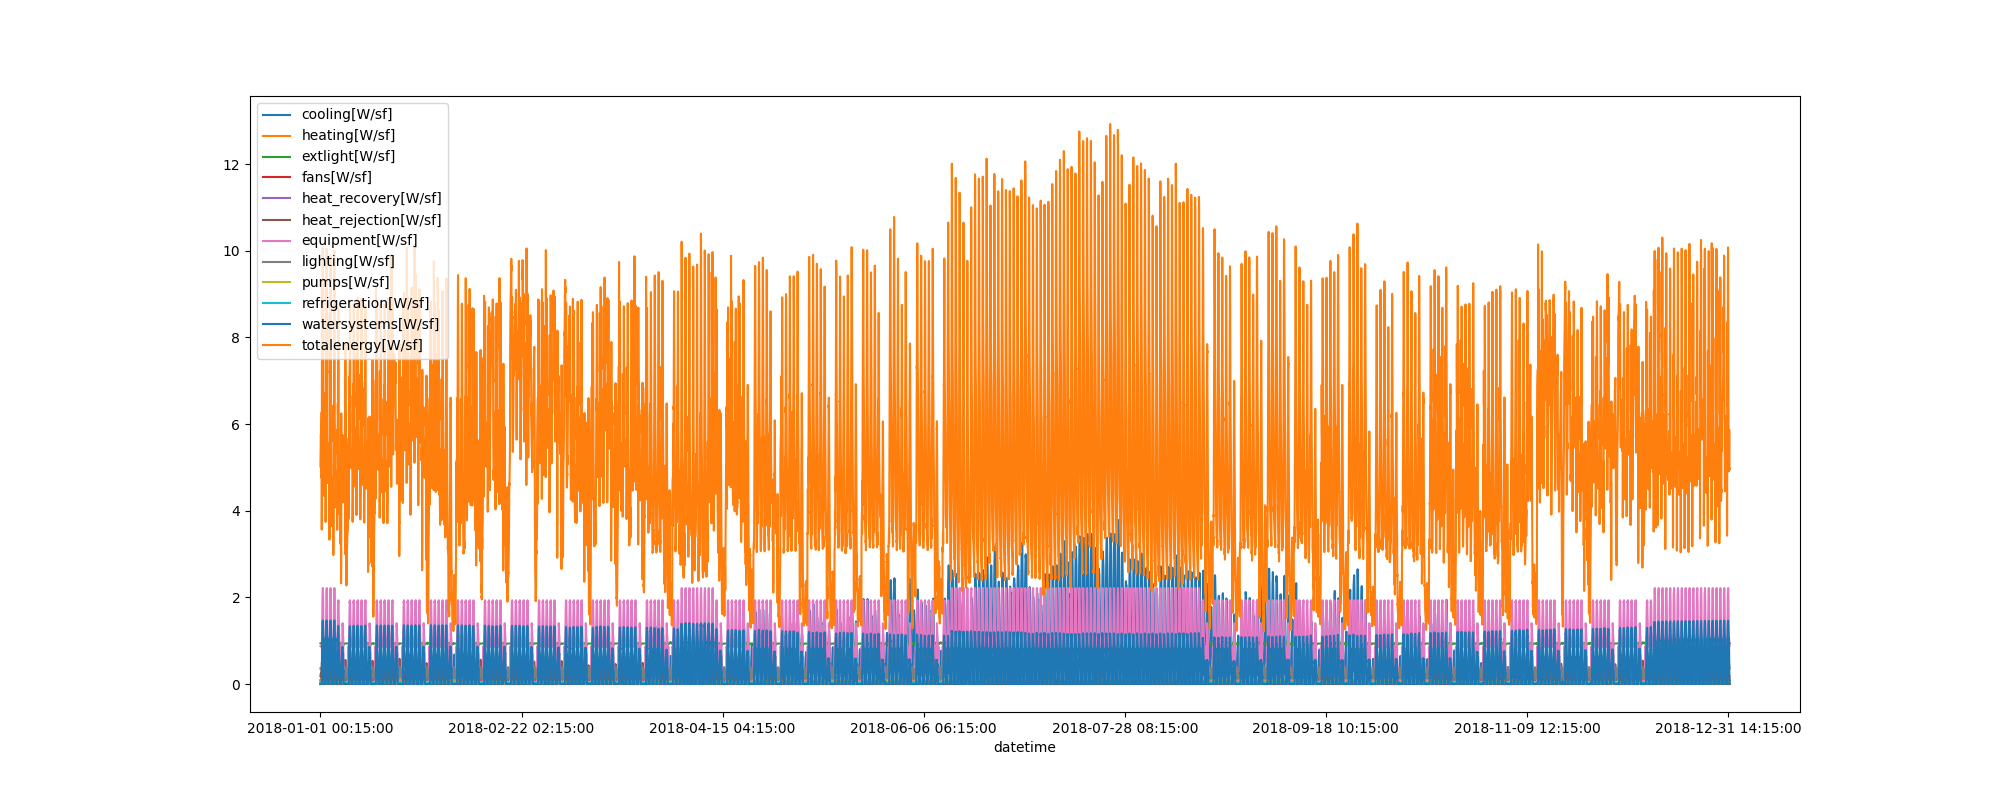 cooling[W/sf]
heating[W/sf]
extlight[W/sf]
fans[W/sf]
heat_recovery[W/sf]
heat_rejection[W/sf]
equipment[W/sf]
lighting[W/sf]
pumps[W/sf]
refrigeration[W/sf]
watersystems[W/sf]
totalenergy[W/sf]
12
10
8
6
4
2
0
2018-01-01 00:15:00 2018-02-22 02:15:00 2018-04-15 04:15:00 2018-06-06 06:15:00 2018-07-28 08:15:00 2018-09-18 10:15:00 2018-11-09 12:15:00 2018-12-31 14:15:00
datetime